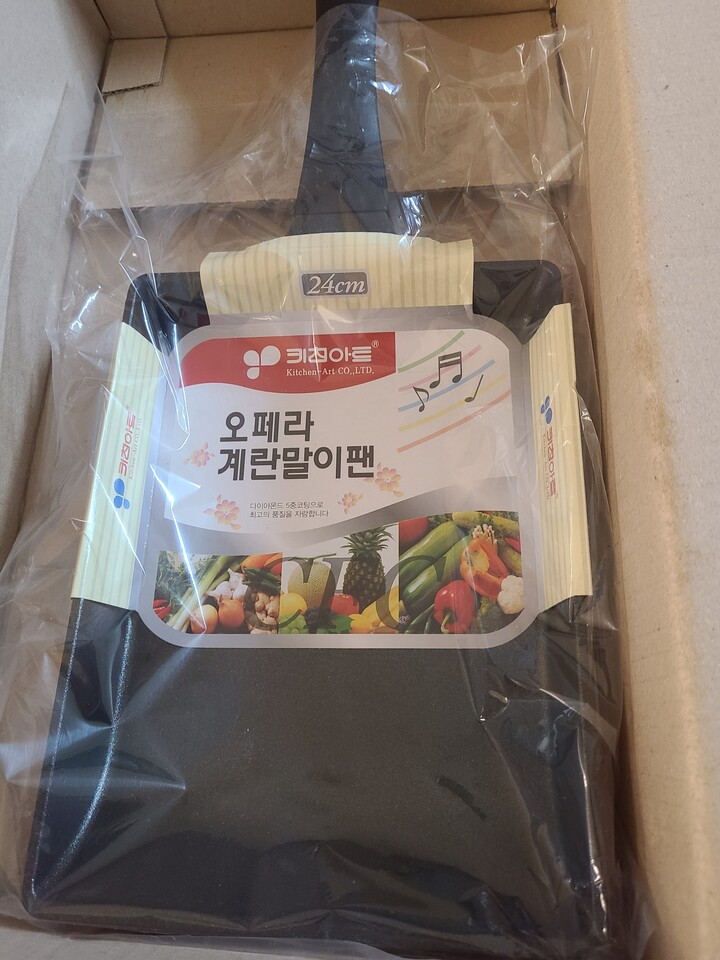 24cm
키친아트®
Kitchen-Art CO.,LTD.
오페라
계란말이팬
다이아몬드 5중코팅으로
최고의 품질을 자랑합니다
키친아트
키친아트